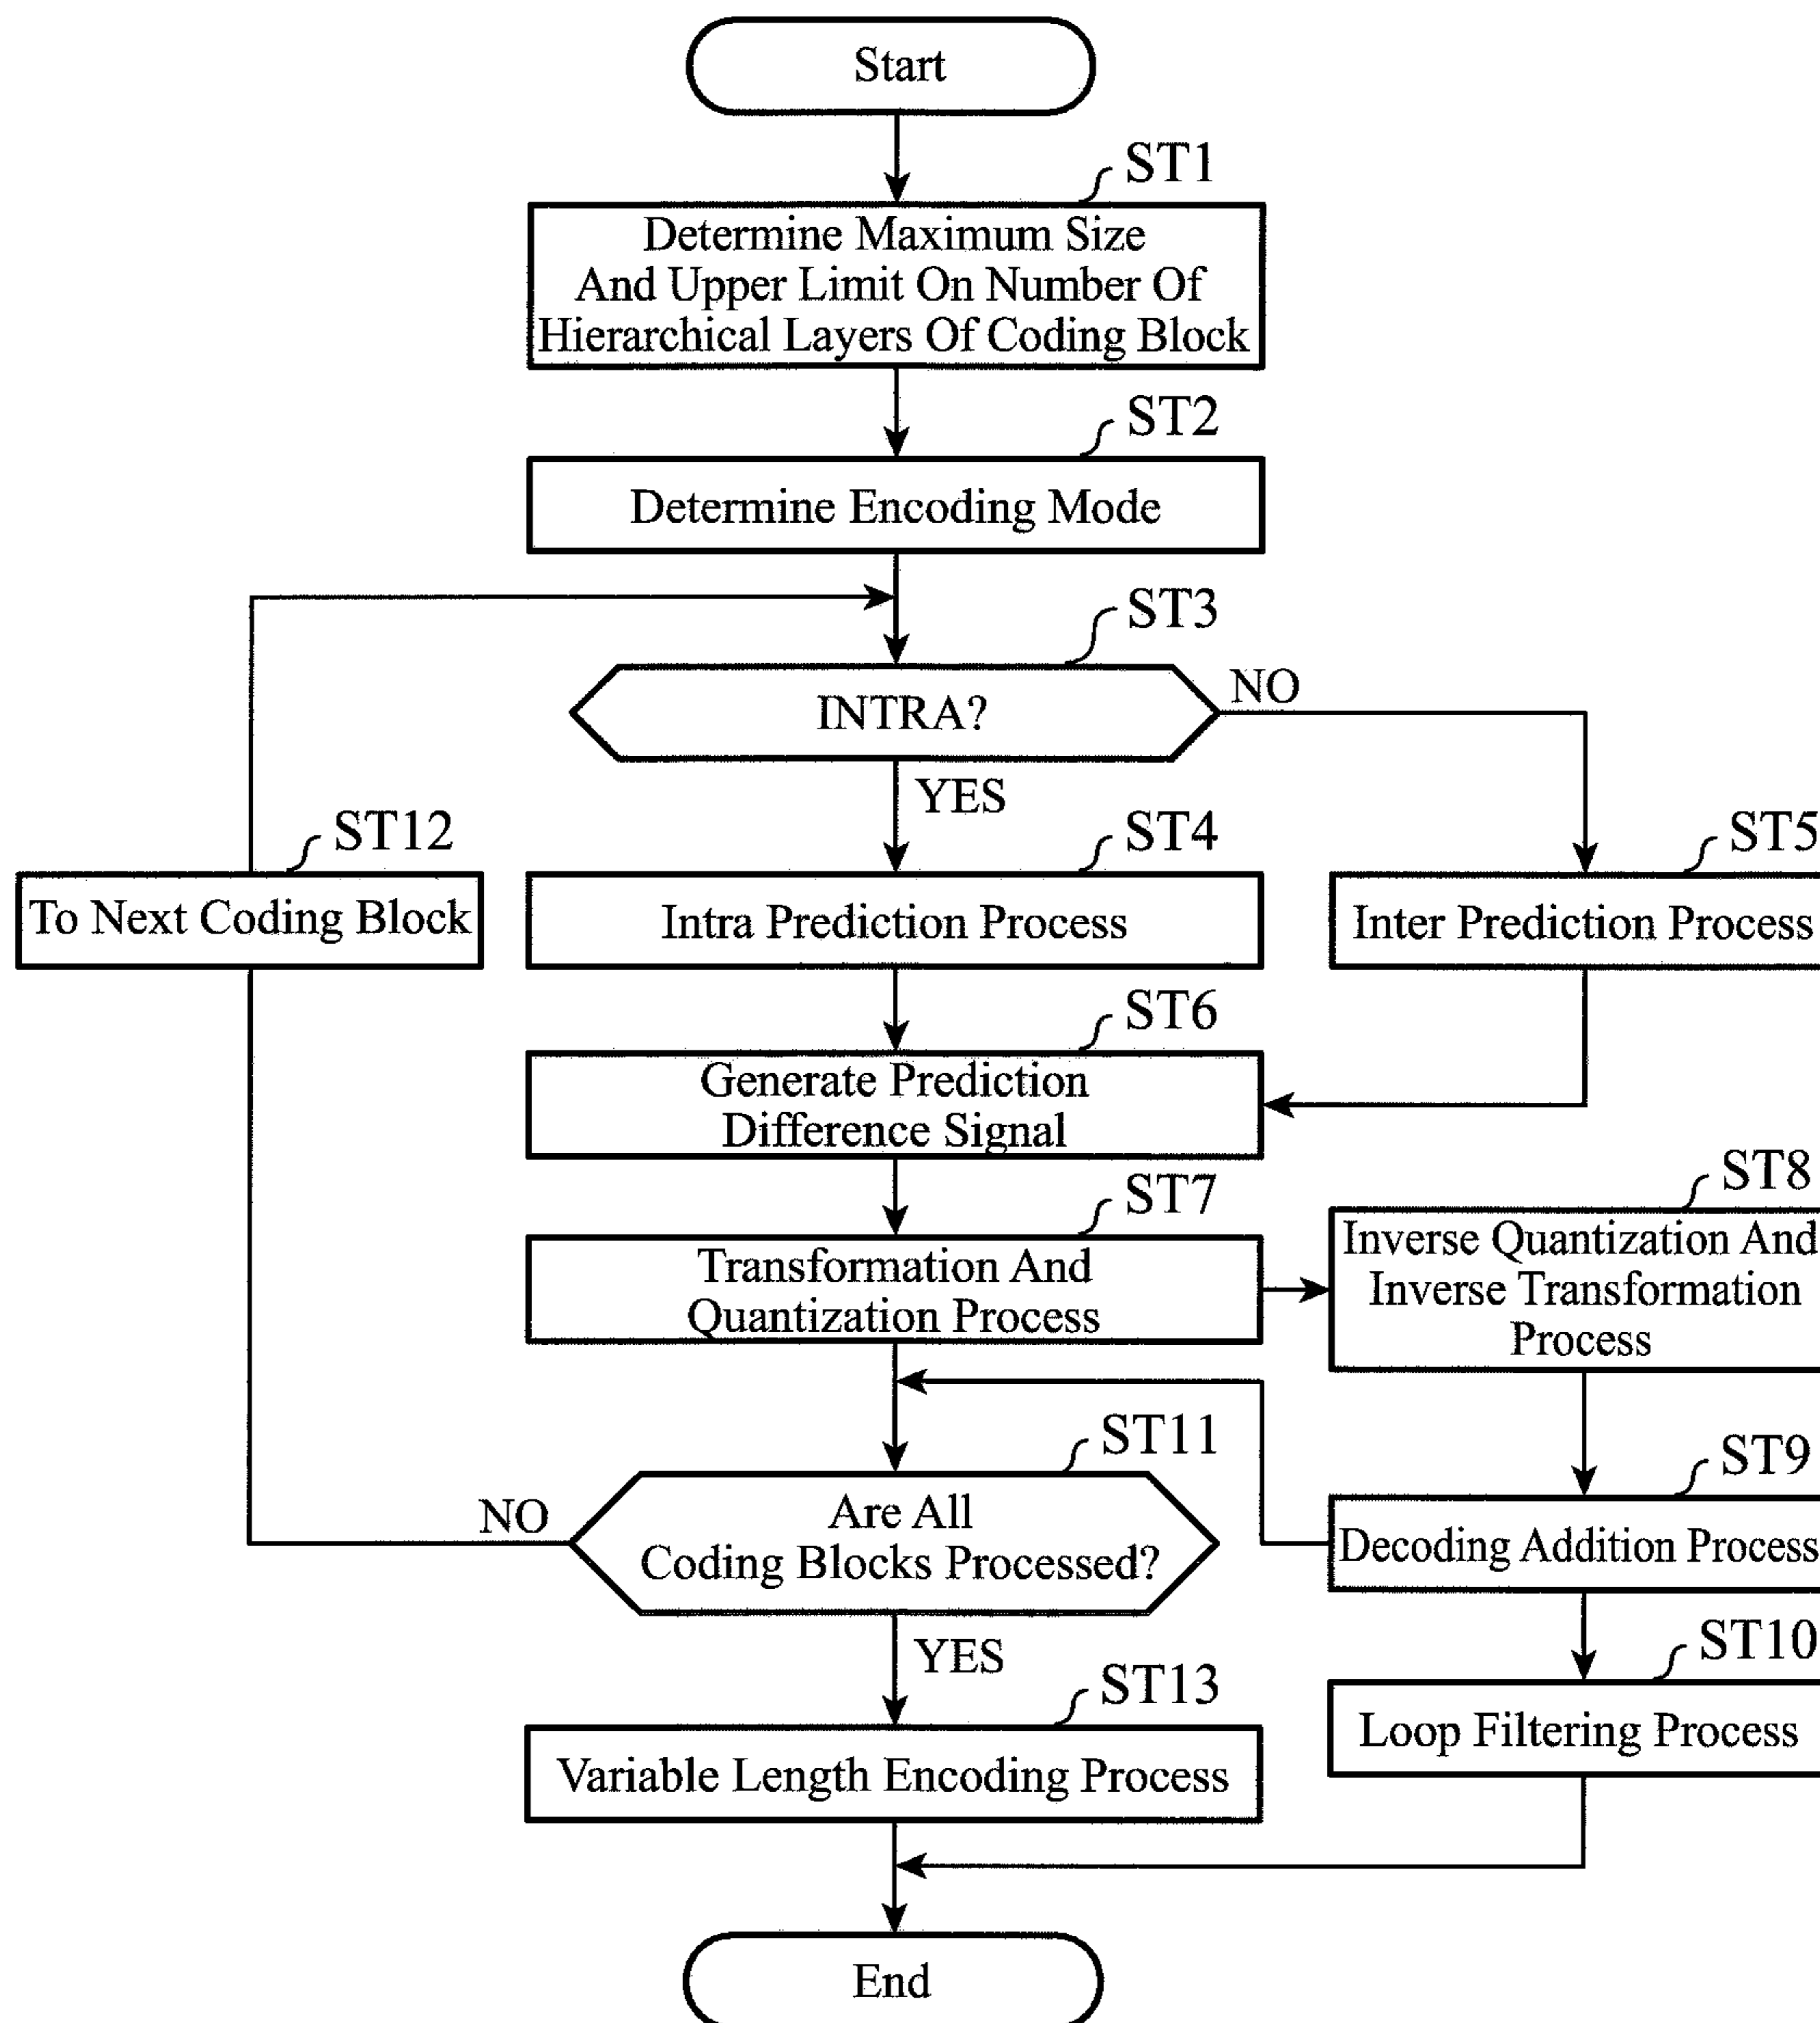 Start
ST1
Determine Maximum Size
And Upper Limit On Number Of
Hierarchical Layers Of Coding Block
ST2
Determine Encoding Mode
ST3
INTRA?
NO
YES
ST12
To Next Coding Block
ST4
Intra Prediction Process
ST5
Inter Prediction Process
ST6
Generate Prediction
Difference Signal
ST7
Transformation And
Quantization Process
ST8
Inverse Quantization And
Inverse Transformation
Process
ST11
Are All
Coding Blocks Processed?
NO
YES
ST9
Decoding Addition Process
ST10
Loop Filtering Process
ST13
Variable Length Encoding Process
End